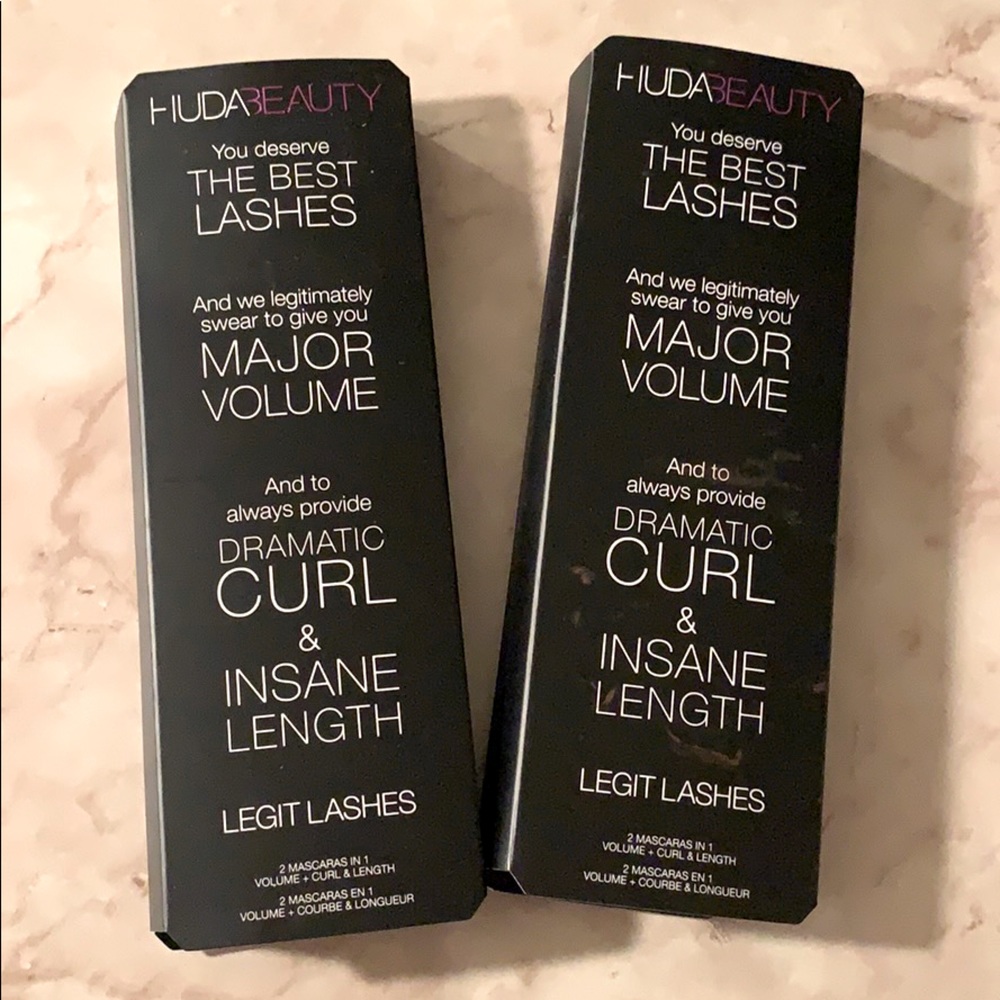 HUDABEAUTY
You deserve
THE BEST
LASHES
And we legitimately
swear to give you
MAJOR
VOLUME
And to
always provide
DRAMATIC
CURL
&
INSANE
LENGTH
LEGIT LASHES
2 MASCARAS IN 1
VOLUME + CURL & LENGTH
2 MASCARAS EN 1
VOLUME + COURBE & LONGUEUR
HUDABEAUTY
You deserve
THE BEST
LASHES
And we legitimately
swear to give you
MAJOR
VOLUME
And to
always provide
DRAMATIC
CURL
&
INSANE
LENGTH
LEGIT LASHES
2 MASCARAS IN 1
VOLUME + CURL & LENGTH
2 MASCARAS EN 1
VOLUME + COURBE & LONGUEUR